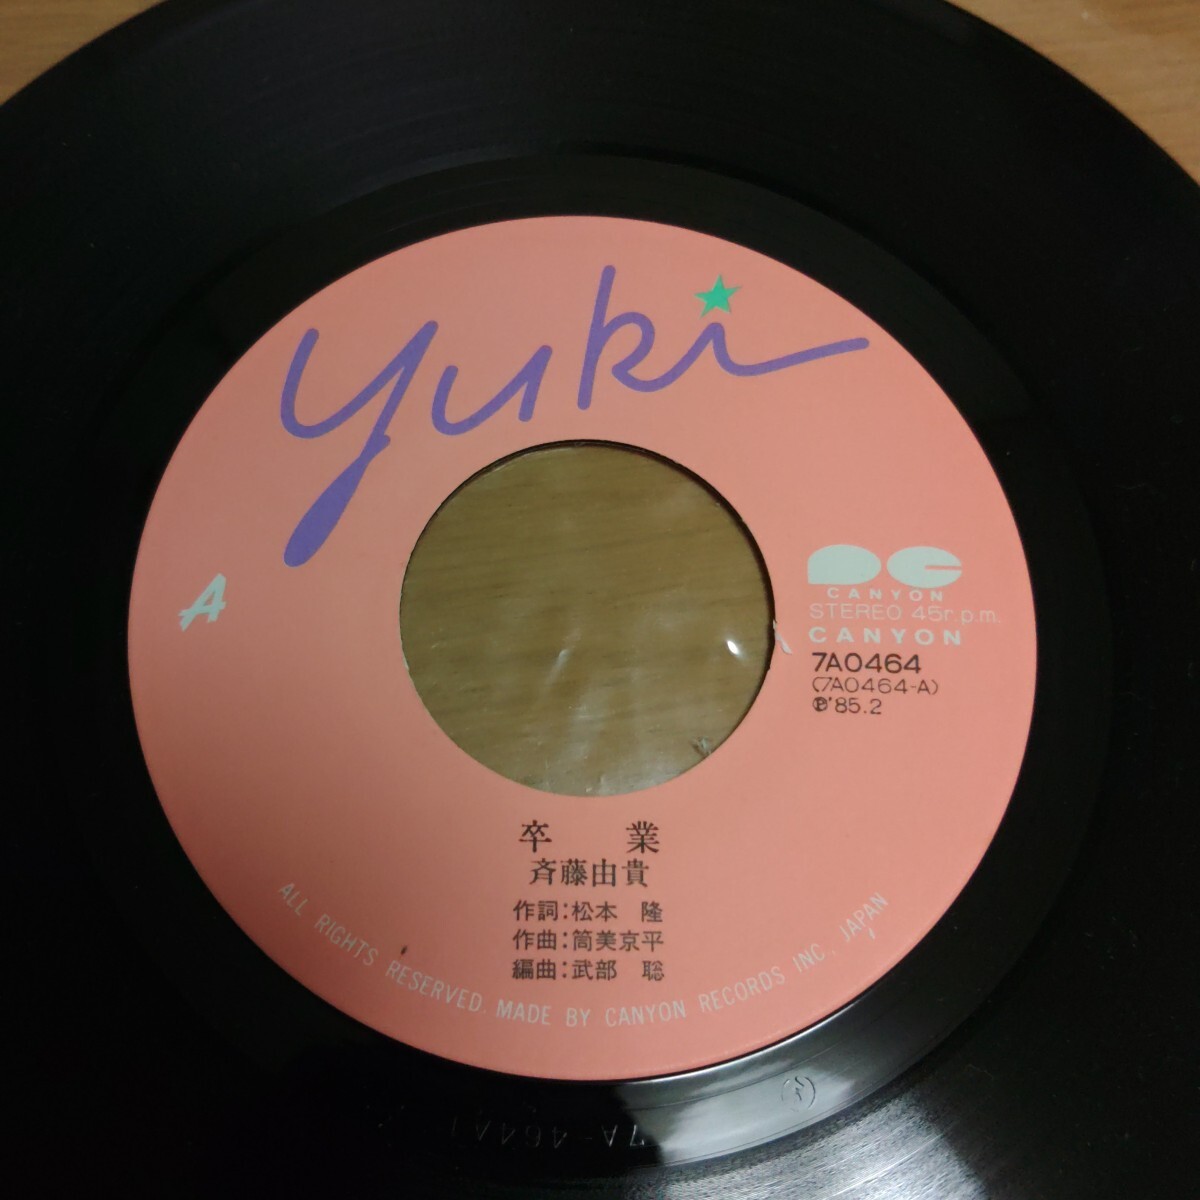 yuki
A
CANYON
STEREO 45r.p.m.
CANYON
7A0464
(7A0464-A)
℗'85.2
卒業
斉藤由貴
作詞:松本 隆
作曲:筒美京平
編曲:武部 聡
ALL RIGHTS RESERVED. MADE BY CANYON RECORDS INC., JAPAN
7A-464A1